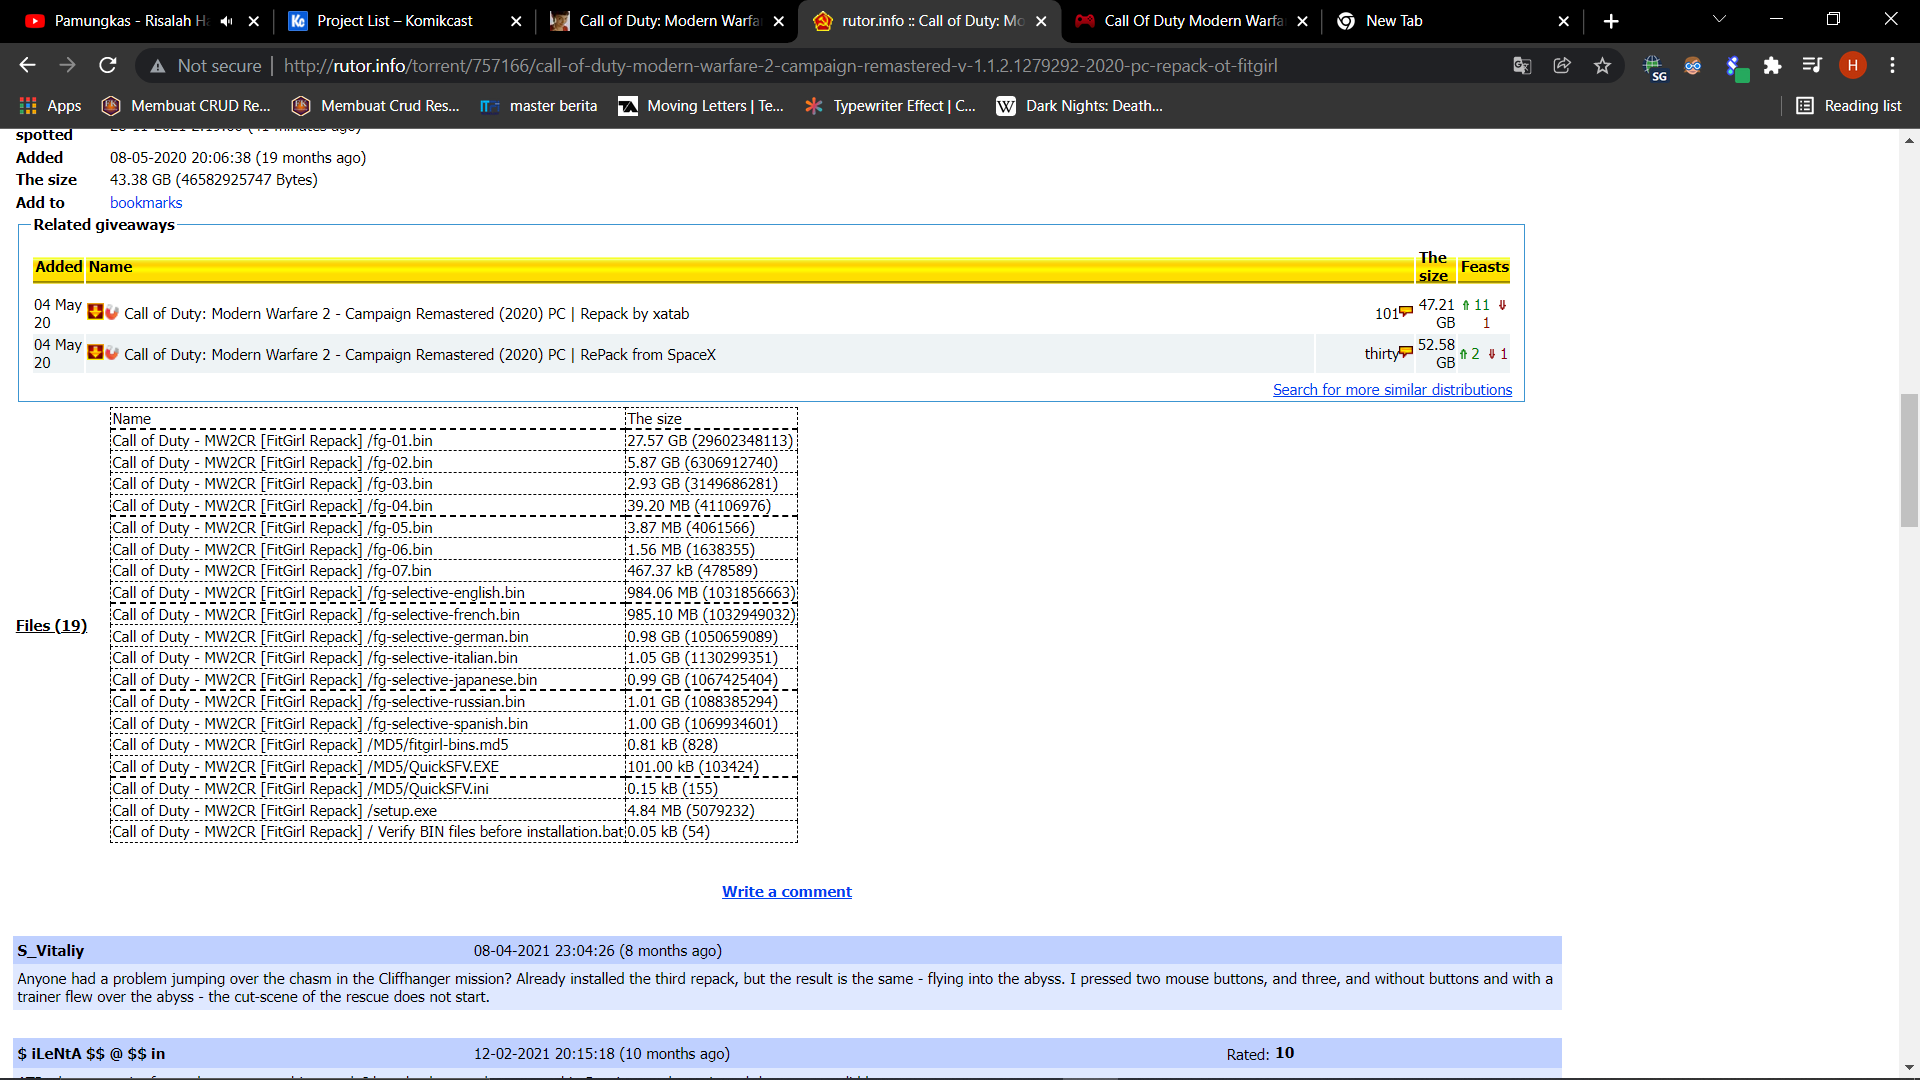 Pamungkas - Risalah Ha
Project List – Komikcast
Call of Duty: Modern Warfa
rutor.info :: Call of Duty: Mo
Call Of Duty Modern Warfa
New Tab
Not secure | http://rutor.info/torrent/757166/call-of-duty-modern-warfare-2-campaign-remastered-v-1.1.2.1279292-2020-pc-repack-ot-fitgirl
SG
H
Apps
Membuat CRUD Re...
Membuat Crud Res...
master berita
Moving Letters | Te...
Typewriter Effect | C...
Dark Nights: Death...
Reading list
spotted
Added 08-05-2020 20:06:38 (19 months ago)
The size 43.38 GB (46582925747 Bytes)
Add to bookmarks
Related giveaways
Added Name The size Feasts
04 May 20 Call of Duty: Modern Warfare 2 - Campaign Remastered (2020) PC | Repack by xatab 101 47.21 GB 11 1
04 May 20 Call of Duty: Modern Warfare 2 - Campaign Remastered (2020) PC | RePack from SpaceX thirty 52.58 GB 2 1
Search for more similar distributions
Files (19)
Name The size
Call of Duty - MW2CR [FitGirl Repack] /fg-01.bin 27.57 GB (29602348113)
Call of Duty - MW2CR [FitGirl Repack] /fg-02.bin 5.87 GB (6306912740)
Call of Duty - MW2CR [FitGirl Repack] /fg-03.bin 2.93 GB (3149686281)
Call of Duty - MW2CR [FitGirl Repack] /fg-04.bin 39.20 MB (41106976)
Call of Duty - MW2CR [FitGirl Repack] /fg-05.bin 3.87 MB (4061566)
Call of Duty - MW2CR [FitGirl Repack] /fg-06.bin 1.56 MB (1638355)
Call of Duty - MW2CR [FitGirl Repack] /fg-07.bin 467.37 kB (478589)
Call of Duty - MW2CR [FitGirl Repack] /fg-selective-english.bin 984.06 MB (1031856663)
Call of Duty - MW2CR [FitGirl Repack] /fg-selective-french.bin 985.10 MB (1032949032)
Call of Duty - MW2CR [FitGirl Repack] /fg-selective-german.bin 0.98 GB (1050659089)
Call of Duty - MW2CR [FitGirl Repack] /fg-selective-italian.bin 1.05 GB (1130299351)
Call of Duty - MW2CR [FitGirl Repack] /fg-selective-japanese.bin 0.99 GB (1067425404)
Call of Duty - MW2CR [FitGirl Repack] /fg-selective-russian.bin 1.01 GB (1088385294)
Call of Duty - MW2CR [FitGirl Repack] /fg-selective-spanish.bin 1.00 GB (1069934601)
Call of Duty - MW2CR [FitGirl Repack] /MD5/fitgirl-bins.md5 0.81 kB (828)
Call of Duty - MW2CR [FitGirl Repack] /MD5/QuickSFV.EXE 101.00 kB (103424)
Call of Duty - MW2CR [FitGirl Repack] /MD5/QuickSFV.ini 0.15 kB (155)
Call of Duty - MW2CR [FitGirl Repack] /setup.exe 4.84 MB (5079232)
Call of Duty - MW2CR [FitGirl Repack] / Verify BIN files before installation.bat 0.05 kB (54)
Write a comment
S_Vitaliy 08-04-2021 23:04:26 (8 months ago)
Anyone had a problem jumping over the chasm in the Cliffhanger mission? Already installed the third repack, but the result is the same - flying into the abyss. I pressed two mouse buttons, and three, and without buttons and with a
trainer flew over the abyss - the cut-scene of the rescue does not start.
$ iLeNtA $$ @ $$ in 12-02-2021 20:15:18 (10 months ago) Rated: 10